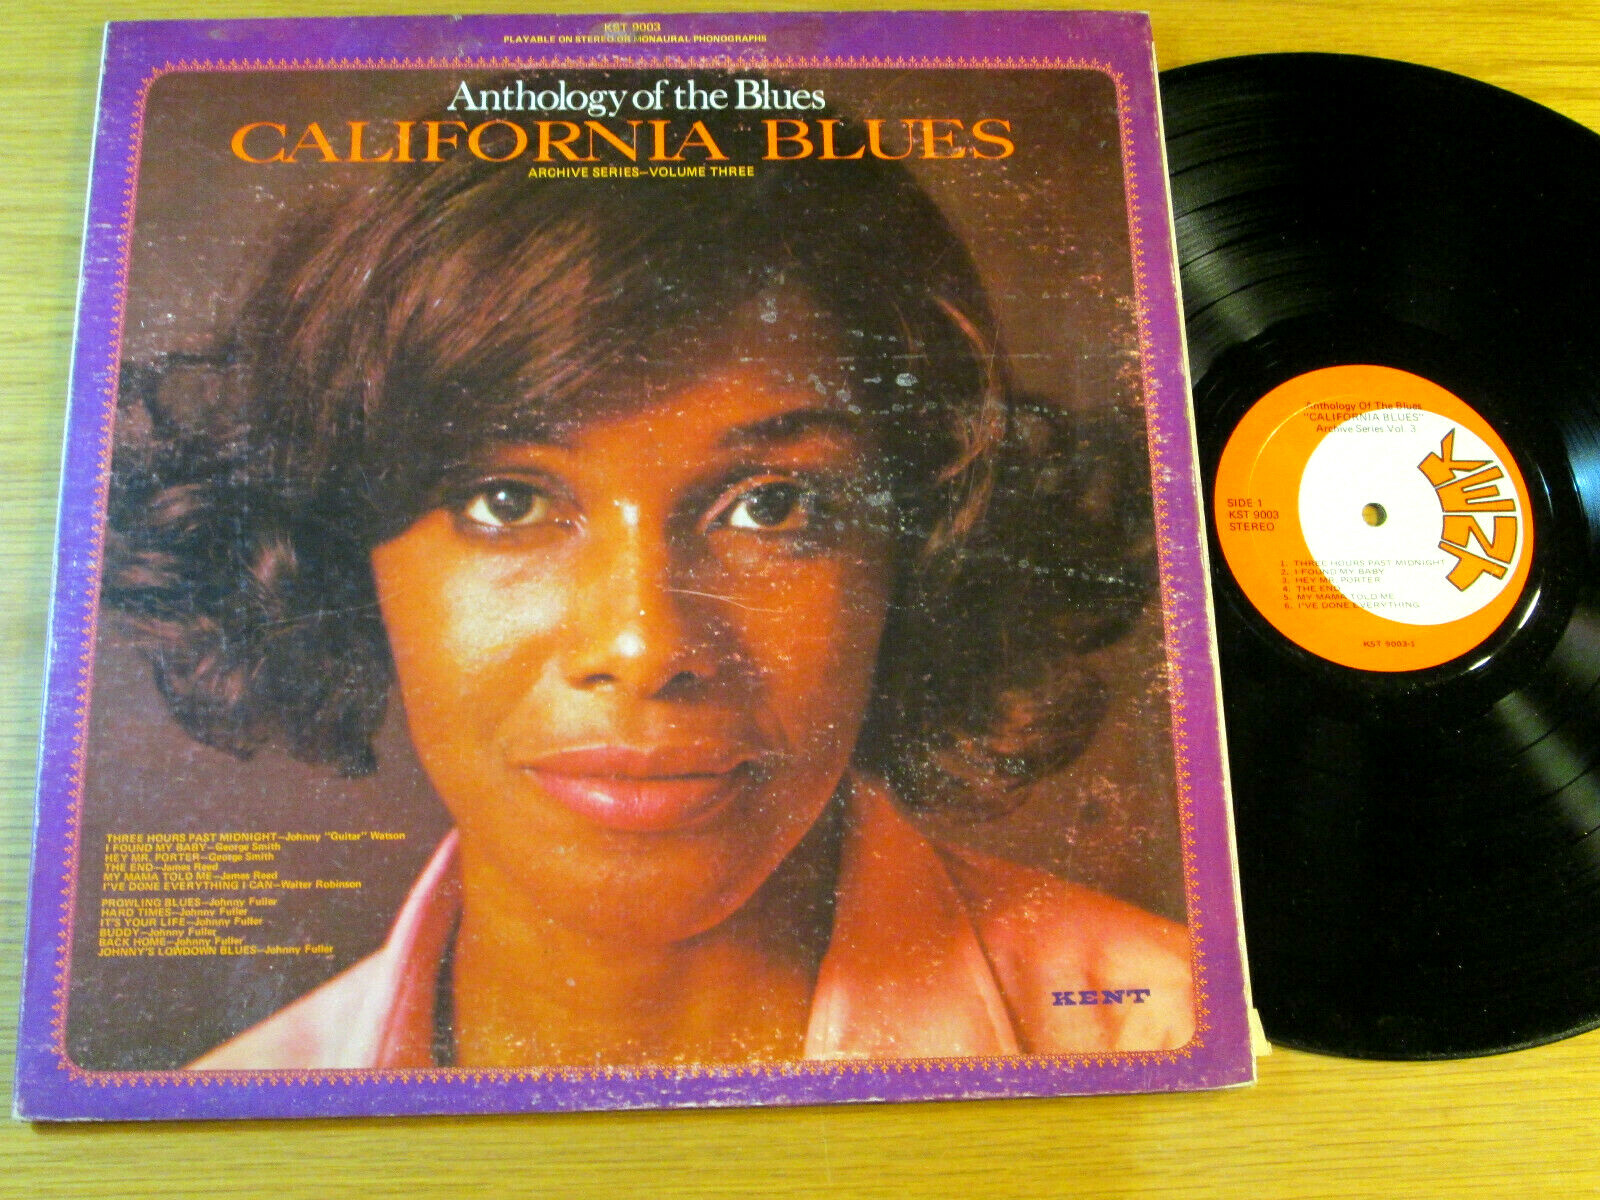 KST 9003
PLAYABLE ON STEREO OR MONAURAL PHONOGRAPHS
Anthology of the Blues
CALIFORNIA BLUES
ARCHIVE SERIES—VOLUME THREE
THREE HOURS PAST MIDNIGHT—Johnny "Guitar" Watson
I FOUND MY BABY—George Smith
HEY MR. PORTER—George Smith
THE END—James Reed
MY MAMA TOLD ME—James Reed
I'VE DONE EVERYTHING I CAN—Walter Robinson
PROWLING BLUES—Johnny Fuller
HARD TIMES—Johnny Fuller
IT'S YOUR LIFE—Johnny Fuller
BUDDY—Johnny Fuller
BACK HOME—Johnny Fuller
JOHNNY'S LOWDOWN BLUES—Johnny Fuller
KENT
Anthology Of The Blues
"CALIFORNIA BLUES"
Archive Series Vol. 3
KENT
SIDE 1
KST 9003
STEREO
1. THREE HOURS PAST MIDNIGHT
2. I FOUND MY BABY
3. HEY MR. PORTER
4. THE END
5. MY MAMA TOLD ME
6. I'VE DONE EVERYTHING
KST 9003-1